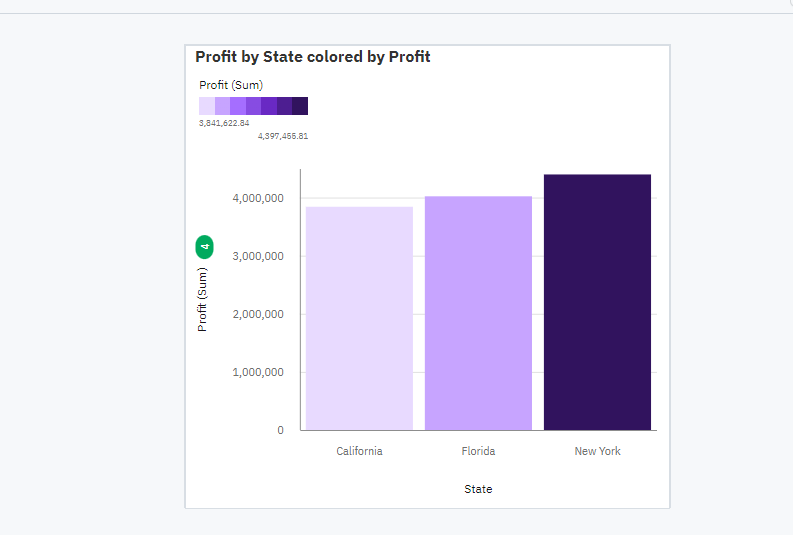 Profit by State colored by Profit
Profit (Sum)
3,841,622.84
4,397,455.81
4,000,000
3,000,000
2,000,000
1,000,000
0
4
Profit (Sum)
California
Florida
New York
State